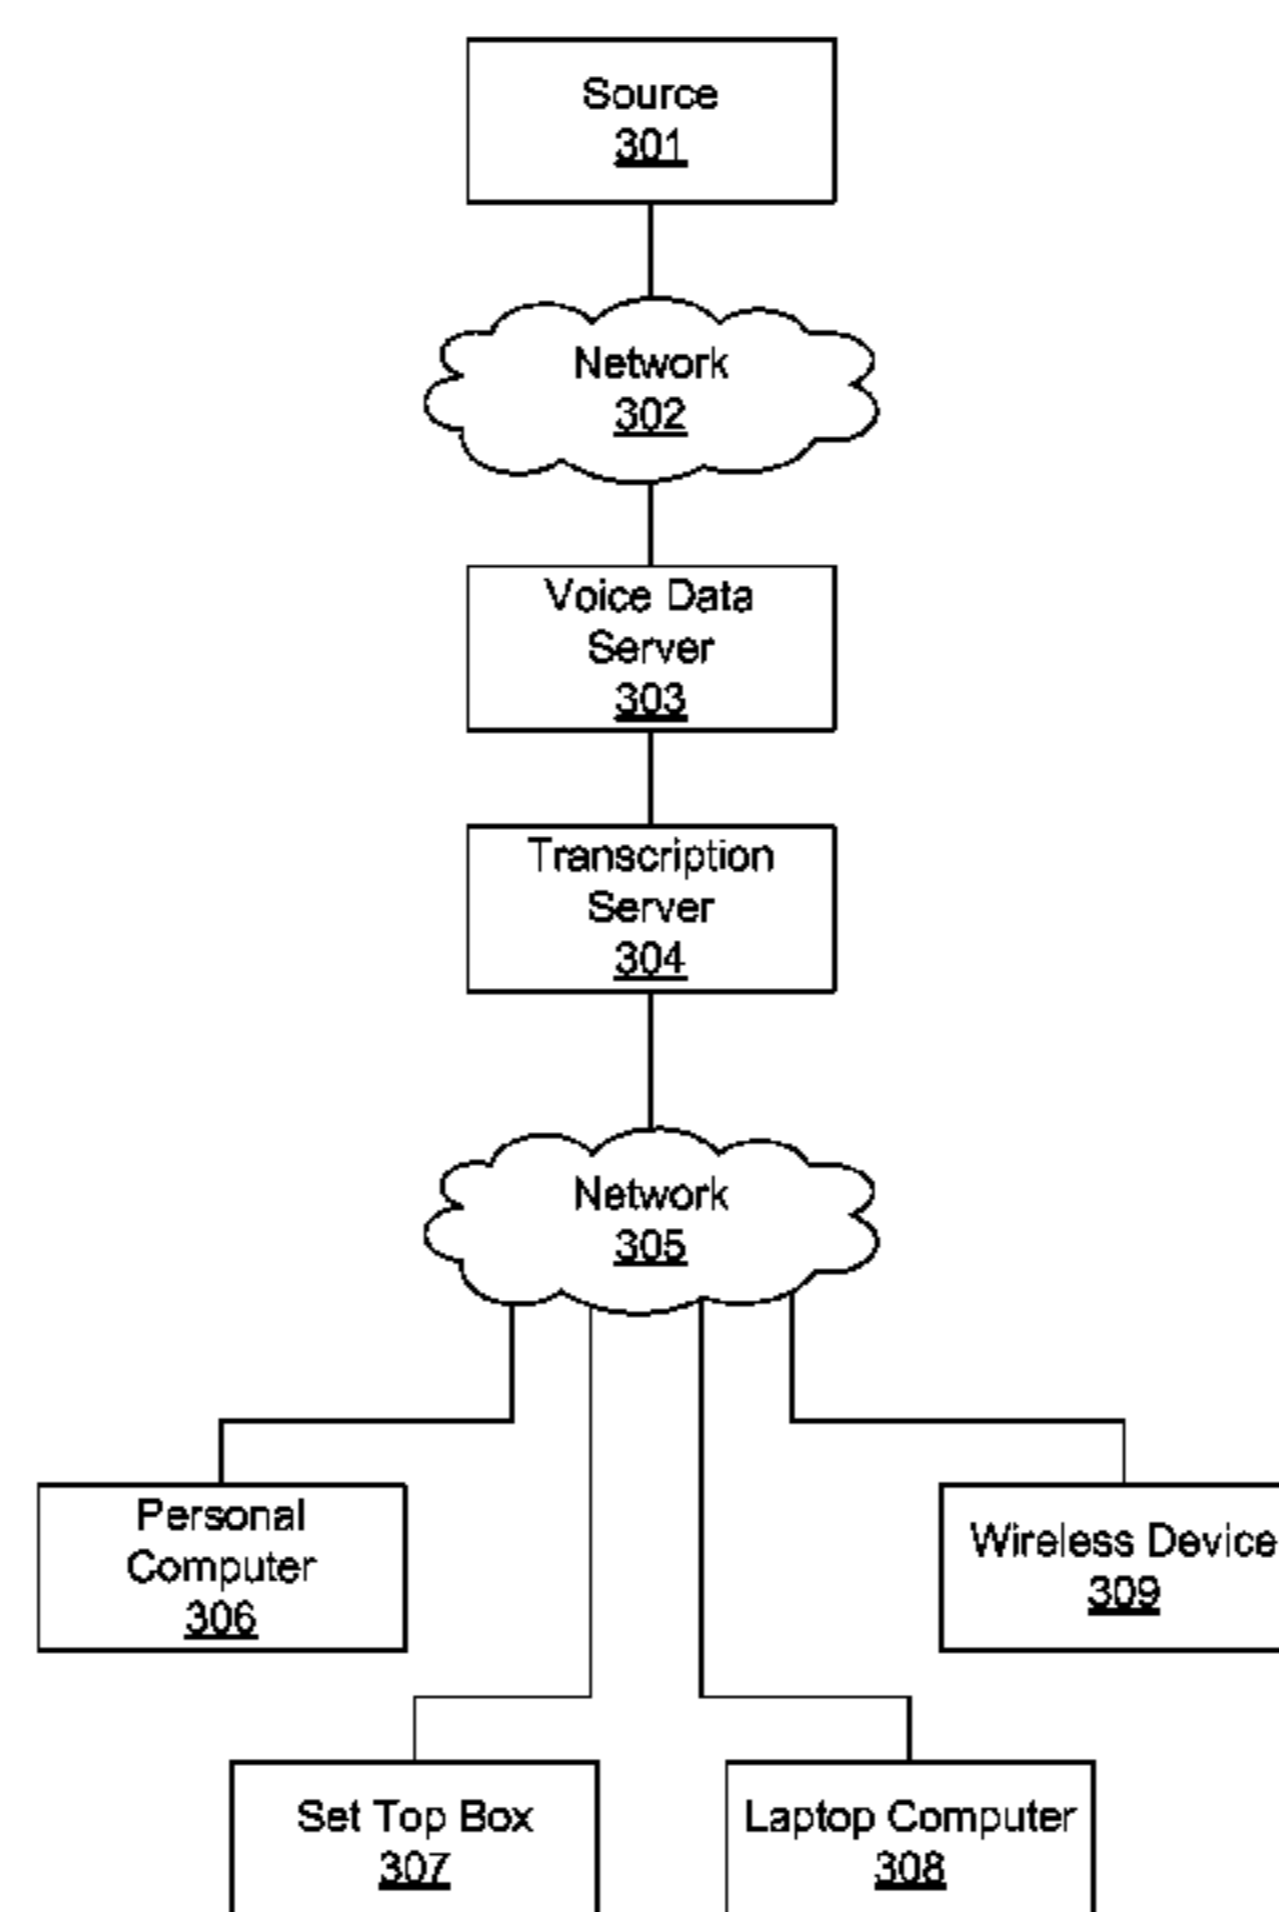 Source
301
Network
302
Voice Data
Server
303
Transcription
Server
304
Network
305
Personal
Computer
306
Wireless Device
309
Set Top Box
307
Laptop Computer
308